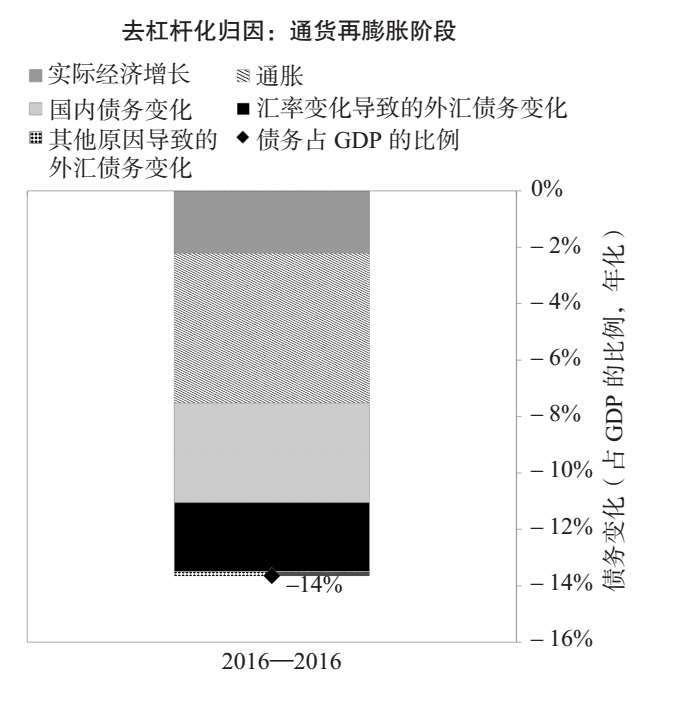 去杠杆化归因：通货再膨胀阶段
实际经济增长
通胀
国内债务变化
汇率变化导致的外汇债务变化
其他原因导致的
外汇债务变化
债务占 GDP 的比例
0%
– 2%
– 4%
– 6%
– 8%
– 10%
– 12%
– 14%
– 16%
–14%
2016—2016
债务变化（占 GDP 的比例，年化）